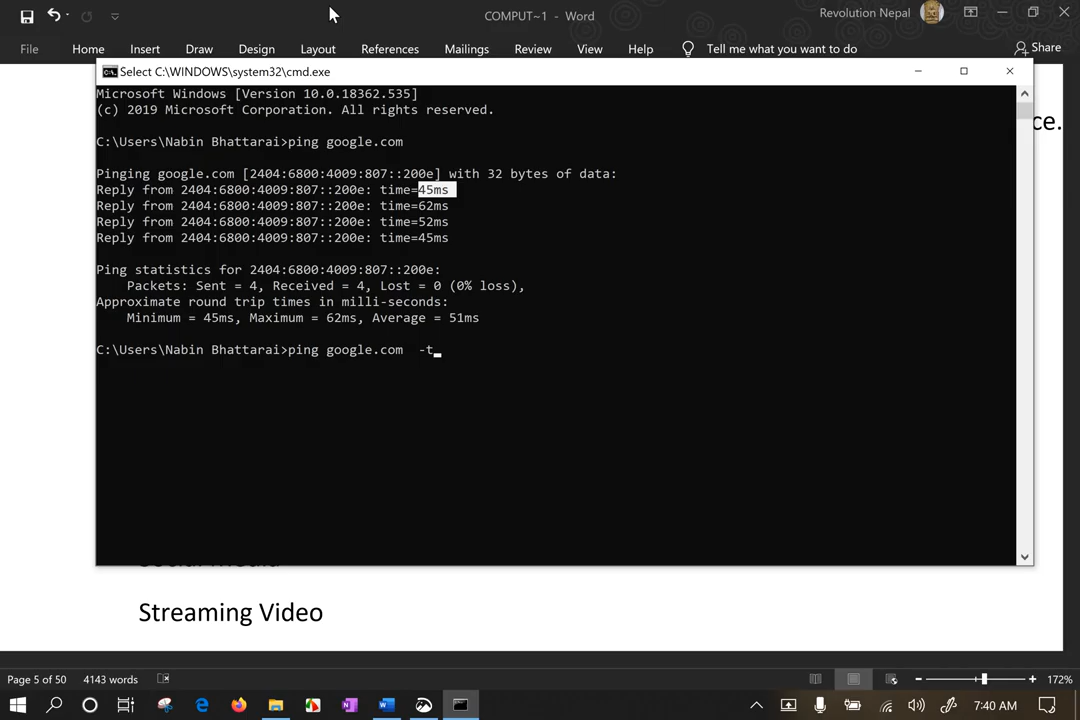 COMPUT~1 - Word
Revolution Nepal
File Home Insert Draw Design Layout References Mailings Review View Help Tell me what you want to do Share
Select C:\WINDOWS\system32\cmd.exe
Microsoft Windows [Version 10.0.18362.535]
(c) 2019 Microsoft Corporation. All rights reserved.
ce.
C:\Users\Nabin Bhattarai>ping google.com
Pinging google.com [2404:6800:4009:807::200e] with 32 bytes of data:
Reply from 2404:6800:4009:807::200e: time=45ms
Reply from 2404:6800:4009:807::200e: time=62ms
Reply from 2404:6800:4009:807::200e: time=52ms
Reply from 2404:6800:4009:807::200e: time=45ms
Ping statistics for 2404:6800:4009:807::200e:
Packets: Sent = 4, Received = 4, Lost = 0 (0% loss),
Approximate round trip times in milli-seconds:
Minimum = 45ms, Maximum = 62ms, Average = 51ms
C:\Users\Nabin Bhattarai>ping google.com  -t_
Streaming Video
Page 5 of 50 4143 words 172%
7:40 AM